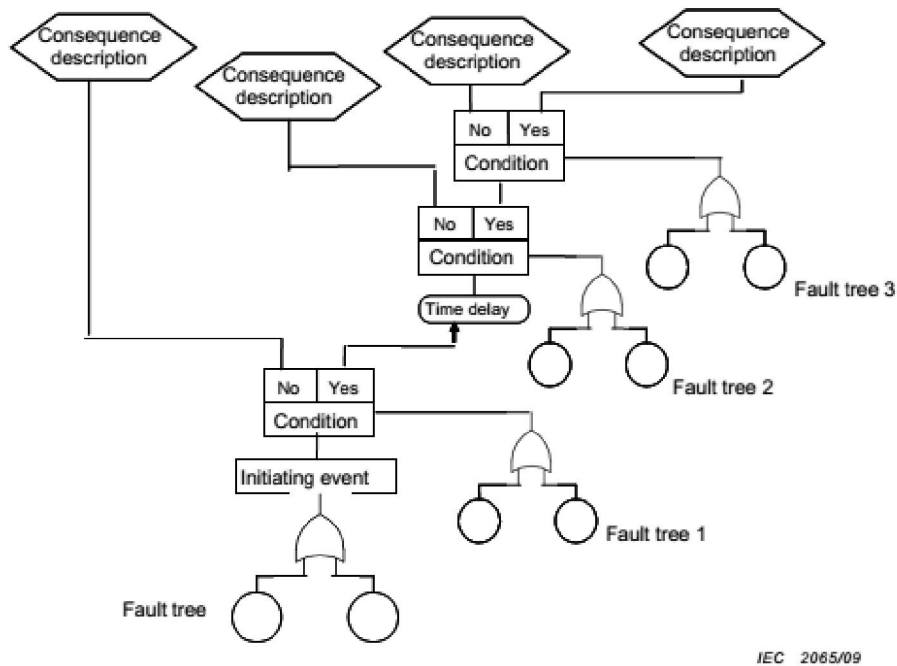 Consequence
description
Consequence
description
Consequence
description
Consequence
description
No Yes
Condition
No Yes
Condition
Fault tree 3
Time delay
Fault tree 2
No Yes
Condition
Initiating event
Fault tree 1
Fault tree
IEC 2065/09